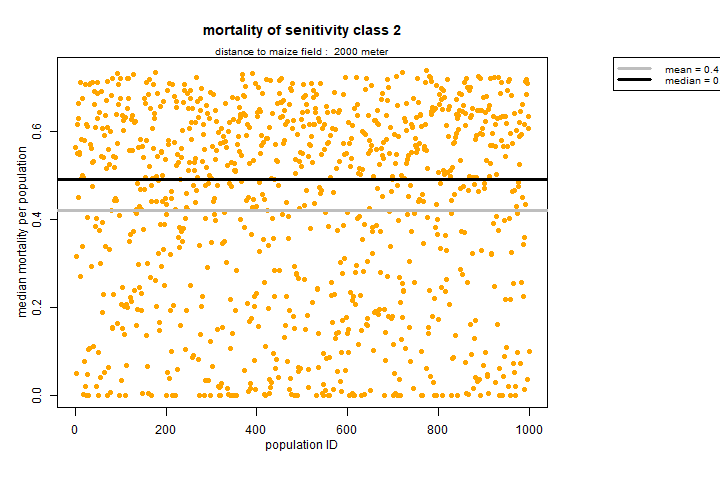 mortality of senitivity class 2
distance to maize field : 2000 meter
mean = 0.4
median = 0
median mortality per population
0.6
0.4
0.2
0.0
0 200 400 600 800 1000
population ID